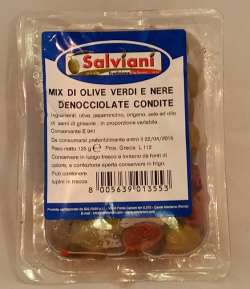 Salviani
MIX DI OLIVE VERDI E NERE
DENOCCIOLATE CONDITE
Ingredienti: olive, peperoncino, origano, sale ed olio
di semi di girasole: in proporzione variabile
Conservante E 941
Da consumarsi preferibilmente entro il 22/04/2015
Peso netto 125 g e Prov. Grecia L 112
Conservare in luogo fresco e lontano da fonti di
calore, a confezione aperta conservare in frigo.
Può contenere
lupini in tracce.
8 005639 013553